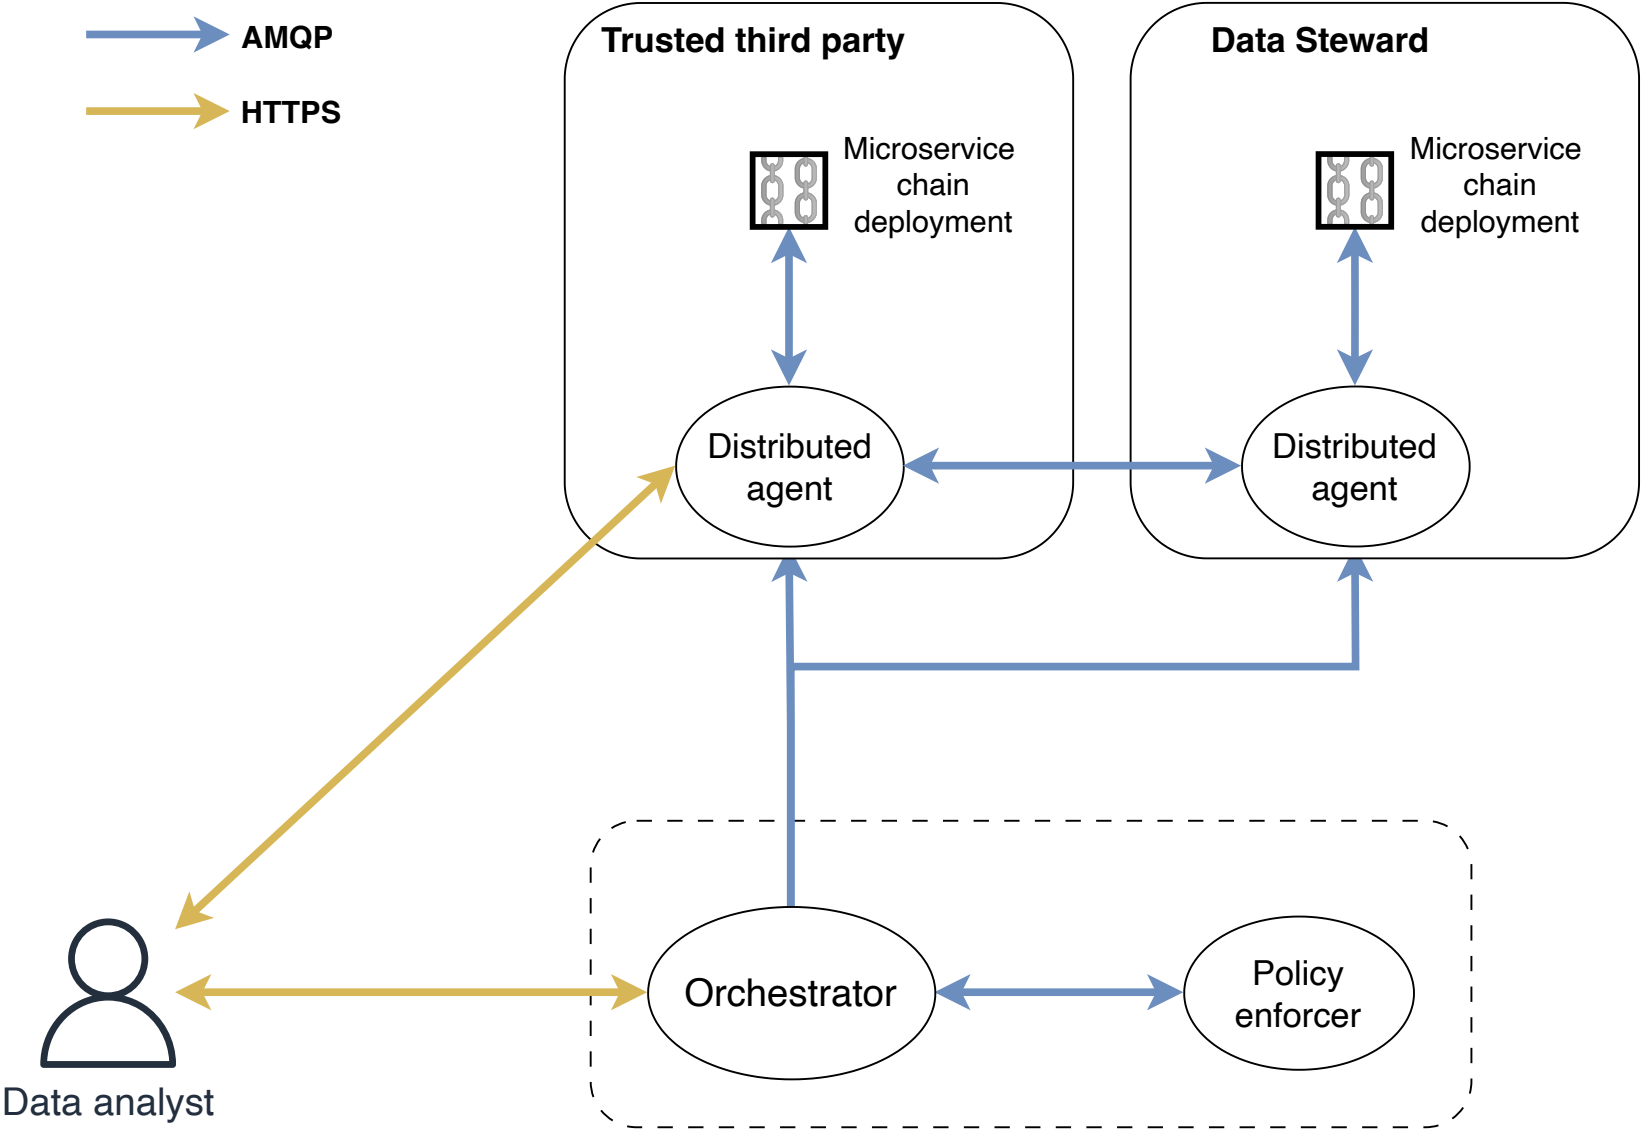 AMQP
HTTPS
Trusted third party
Microservice
chain
deployment
Distributed
agent
Data Steward
Microservice
chain
deployment
Distributed
agent
Orchestrator
Policy
enforcer
Data analyst